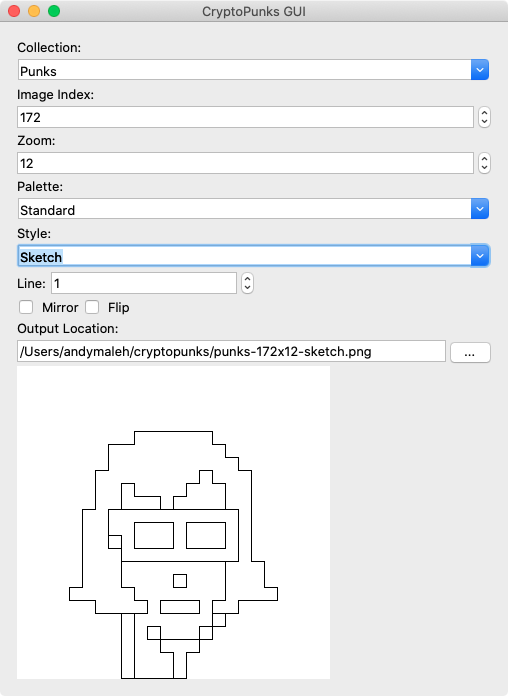 CryptoPunks GUI
Collection:
Punks
Image Index:
172
Zoom:
12
Palette:
Standard
Style:
Sketch
Line: 1
Mirror Flip
Output Location:
/Users/andymaleh/cryptopunks/punks-172x12-sketch.png ...